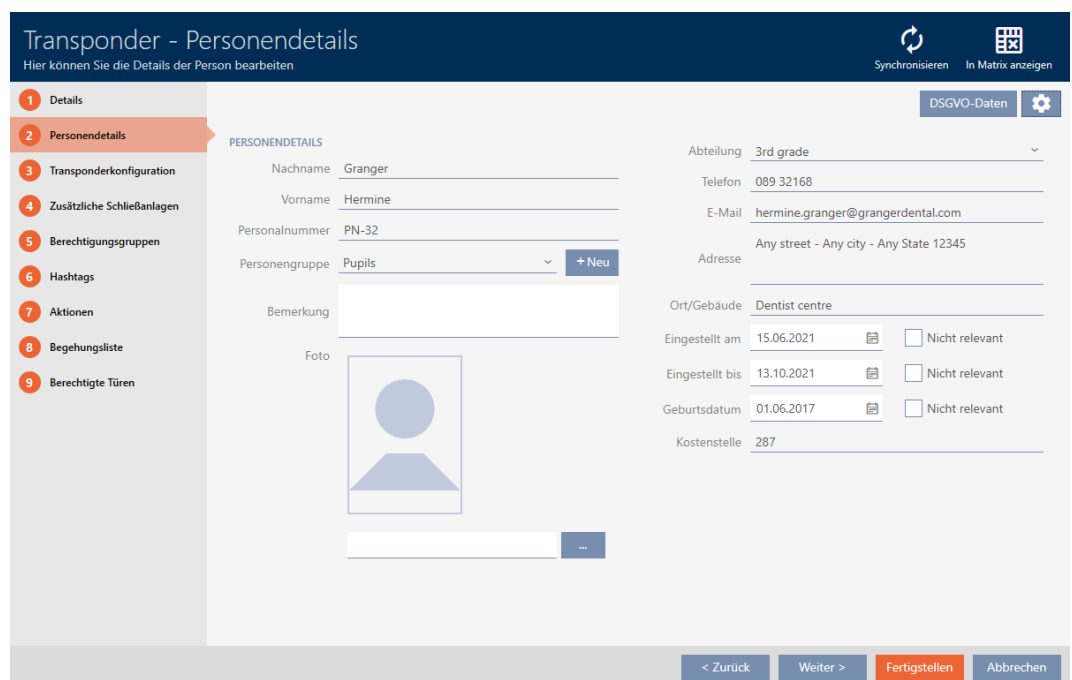 Transponder - Personendetails
Hier können Sie die Details der Person bearbeiten
Synchronisieren
In Matrix anzeigen
1 Details
2 Personendetails
3 Transponderkonfiguration
4 Zusätzliche Schließanlagen
5 Berechtigungsgruppen
6 Hashtags
7 Aktionen
8 Begehungsliste
9 Berechtigte Türen
DSGVO-Daten
PERSONENDETAILS
Nachname Granger
Vorname Hermine
Personalnummer PN-32
Personengruppe Pupils + Neu
Bemerkung
Foto
...
Abteilung 3rd grade
Telefon 089 32168
E-Mail hermine.granger@grangerdental.com
Adresse Any street - Any city - Any State 12345
Ort/Gebäude Dentist centre
Eingestellt am 15.06.2021 Nicht relevant
Eingestellt bis 13.10.2021 Nicht relevant
Geburtsdatum 01.06.2017 Nicht relevant
Kostenstelle 287
< Zurück Weiter > Fertigstellen Abbrechen